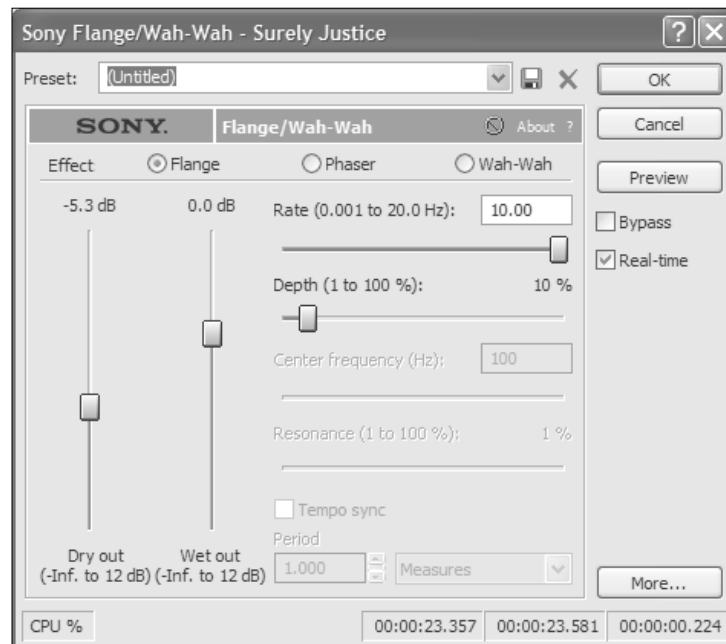 Sony Flange/Wah-Wah - Surely Justice
Preset: (Untitled)
OK
SONY. Flange/Wah-Wah About ?
Cancel
Effect Flange Phaser Wah-Wah
Preview
-5.3 dB 0.0 dB Rate (0.001 to 20.0 Hz): 10.00
Bypass
Real-time
Depth (1 to 100 %): 10 %
Center frequency (Hz): 100
Resonance (1 to 100 %): 1 %
Tempo sync
Period
1.000 Measures
Dry out Wet out
(-Inf. to 12 dB) (-Inf. to 12 dB)
More...
CPU % 00:00:23.357 00:00:23.581 00:00:00.224